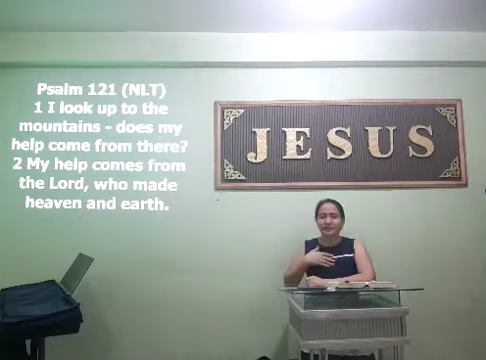 Psalm 121 (NLT)
1 I look up to the
mountains - does my
help come from there?
2 My help comes from
the Lord, who made
heaven and earth.
JESUS